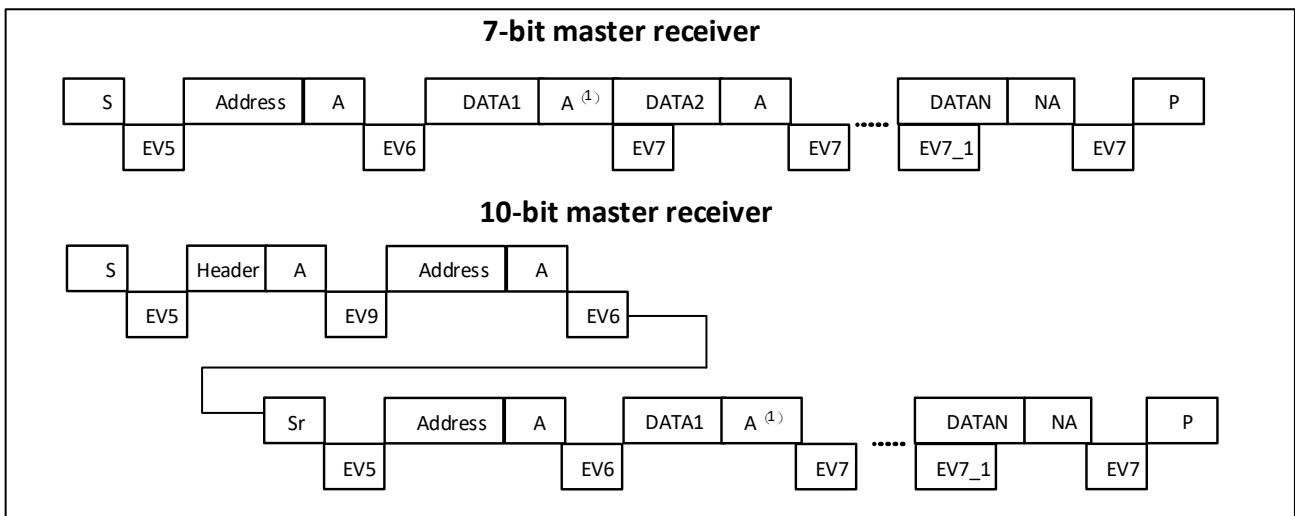 7-bit master receiver
S Address A DATA1 A (1) DATA2 A ..... DATAN NA P
EV5 EV6 EV7 EV7 EV7_1 EV7
10-bit master receiver
S Header A Address A
EV5 EV9 EV6
Sr Address A DATA1 A (1) ..... DATAN NA P
EV5 EV6 EV7 EV7_1 EV7